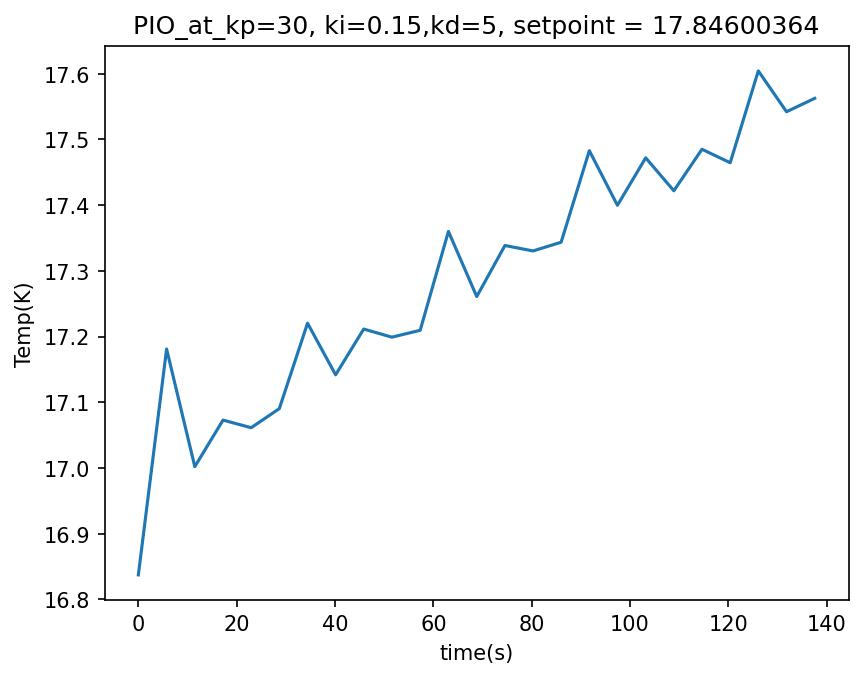 PIO_at_kp=30, ki=0.15,kd=5, setpoint = 17.84600364
17.6
17.5
17.4
17.3
17.2
17.1
17.0
16.9
16.8
Temp(K)
0 20 40 60 80 100 120 140
time(s)